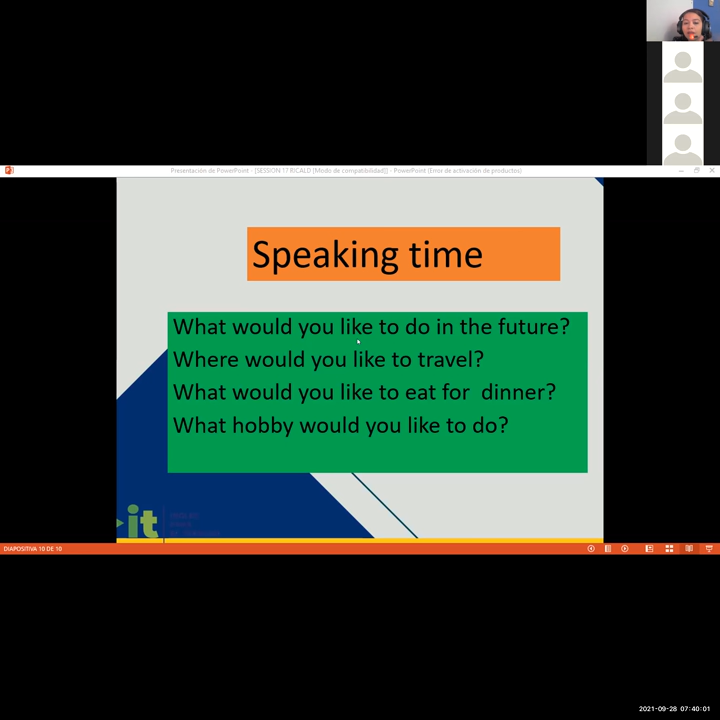 Presentación de PowerPoint - [SESSION 17 RICALD [Modo de compatibilidad]] - PowerPoint (Error de activación de productos)
Speaking time
What would you like to do in the future?
Where would you like to travel?
What would you like to eat for  dinner?
What hobby would you like to do?
it
DIAPOSITIVA 10 DE 10
2021-09-28 07:40:01